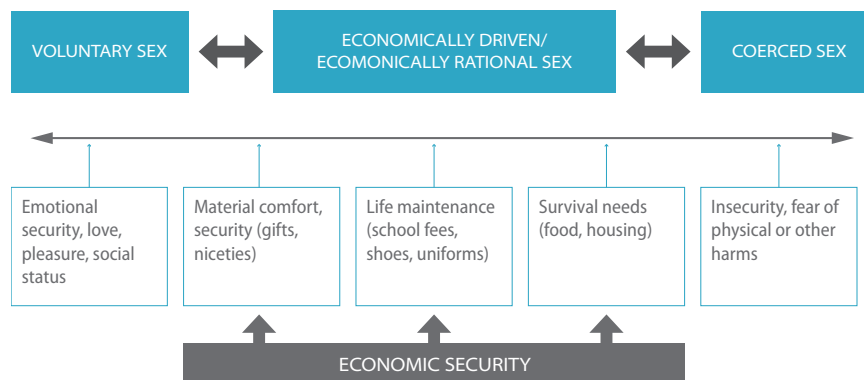 VOLUNTARY SEX
ECONOMICALLY DRIVEN/
ECOMONICALLY RATIONAL SEX
COERCED SEX
Emotional
security, love,
pleasure, social
status
Material comfort,
security (gifts,
niceties)
Life maintenance
(school fees,
shoes, uniforms)
Survival needs
(food, housing)
Insecurity, fear of
physical or other
harms
ECONOMIC SECURITY